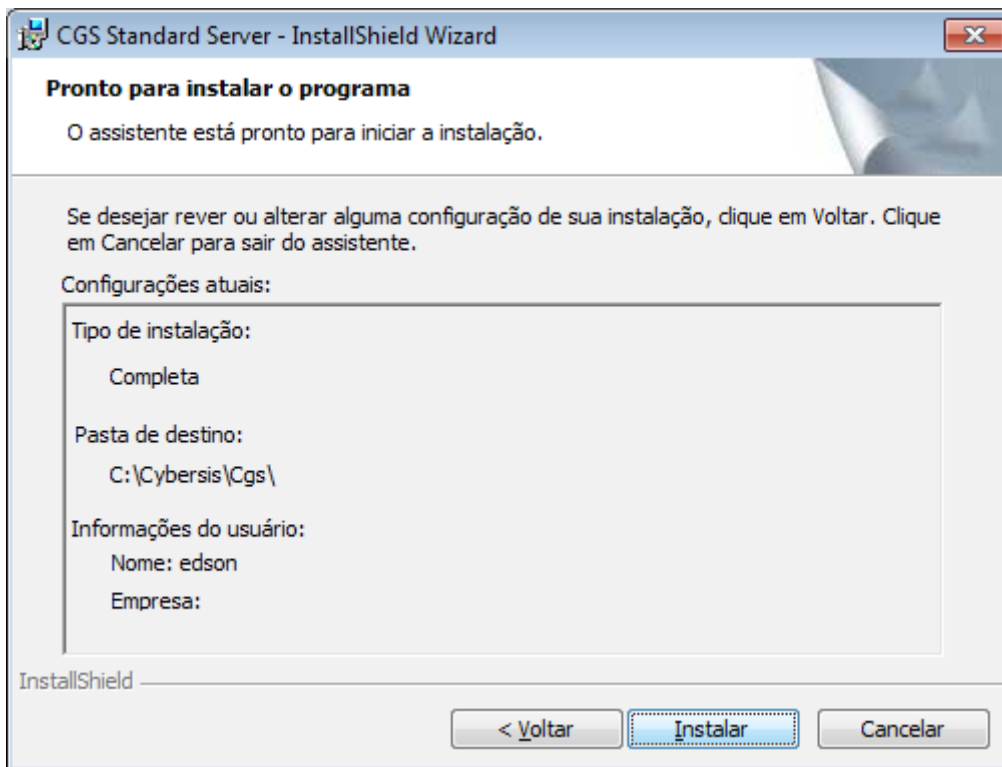 CGS Standard Server - InstallShield Wizard
Pronto para instalar o programa
O assistente está pronto para iniciar a instalação.
Se desejar rever ou alterar alguma configuração de sua instalação, clique em Voltar. Clique
em Cancelar para sair do assistente.
Configurações atuais:
Tipo de instalação:
Completa
Pasta de destino:
C:\Cybersis\Cgs\
Informações do usuário:
Nome: edson
Empresa:
InstallShield
< Voltar
Instalar
Cancelar